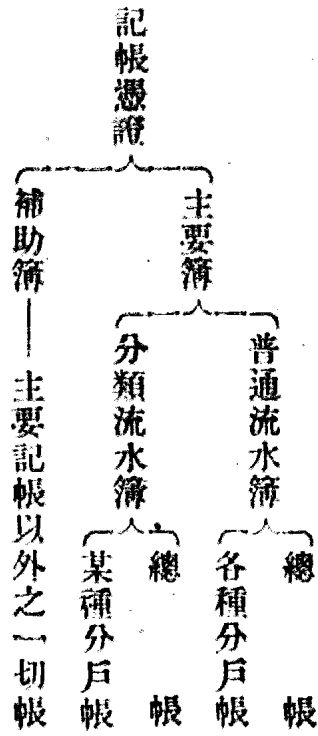 記帳憑證
主要簿
普通流水簿
總帳
各種分戶帳
分類流水簿
總帳
某種分戶帳
補助簿——主要記帳以外之一切帳